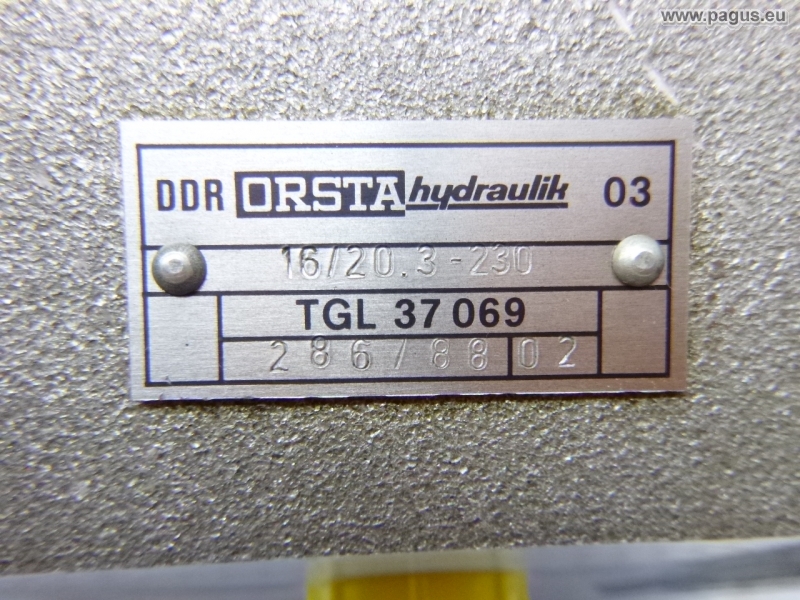 www.pagus.eu
DDR ORSTA hydraulik 03
16/20.3-230
TGL 37 069
286/88 02